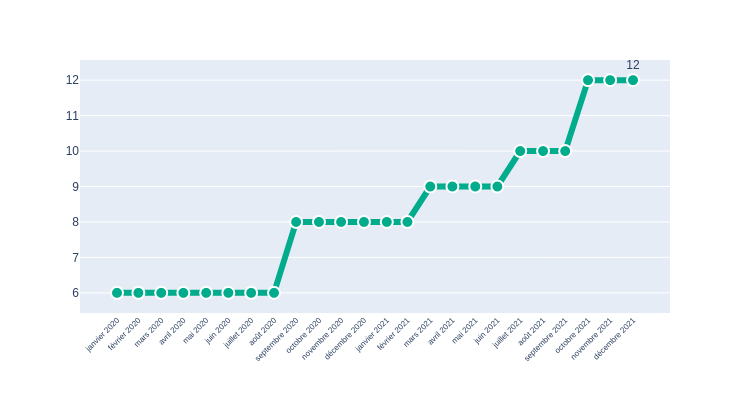 12
12
11
10
9
8
7
6
janvier 2020
février 2020
mars 2020
avril 2020
mai 2020
juin 2020
juillet 2020
août 2020
septembre 2020
octobre 2020
novembre 2020
décembre 2020
janvier 2021
février 2021
mars 2021
avril 2021
mai 2021
juin 2021
juillet 2021
août 2021
septembre 2021
octobre 2021
novembre 2021
décembre 2021